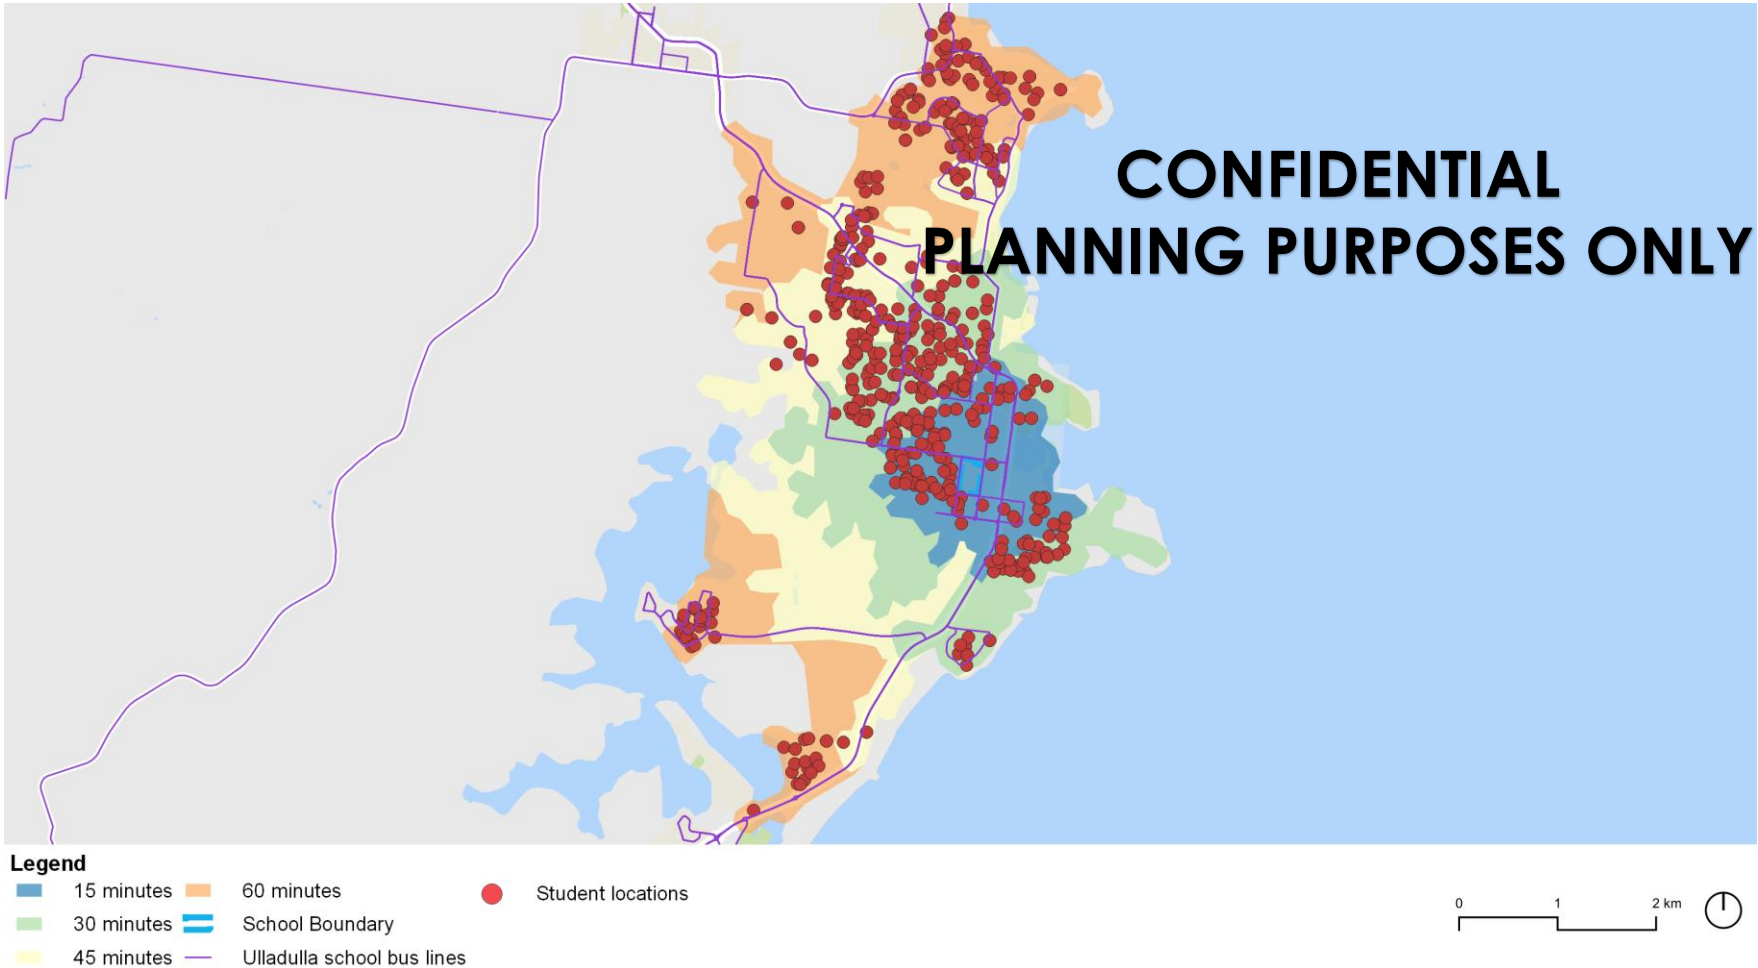 CONFIDENTIAL
PLANNING PURPOSES ONLY
Legend
15 minutes
30 minutes
45 minutes
60 minutes
School Boundary
Ulladulla school bus lines
Student locations
0 1 2 km